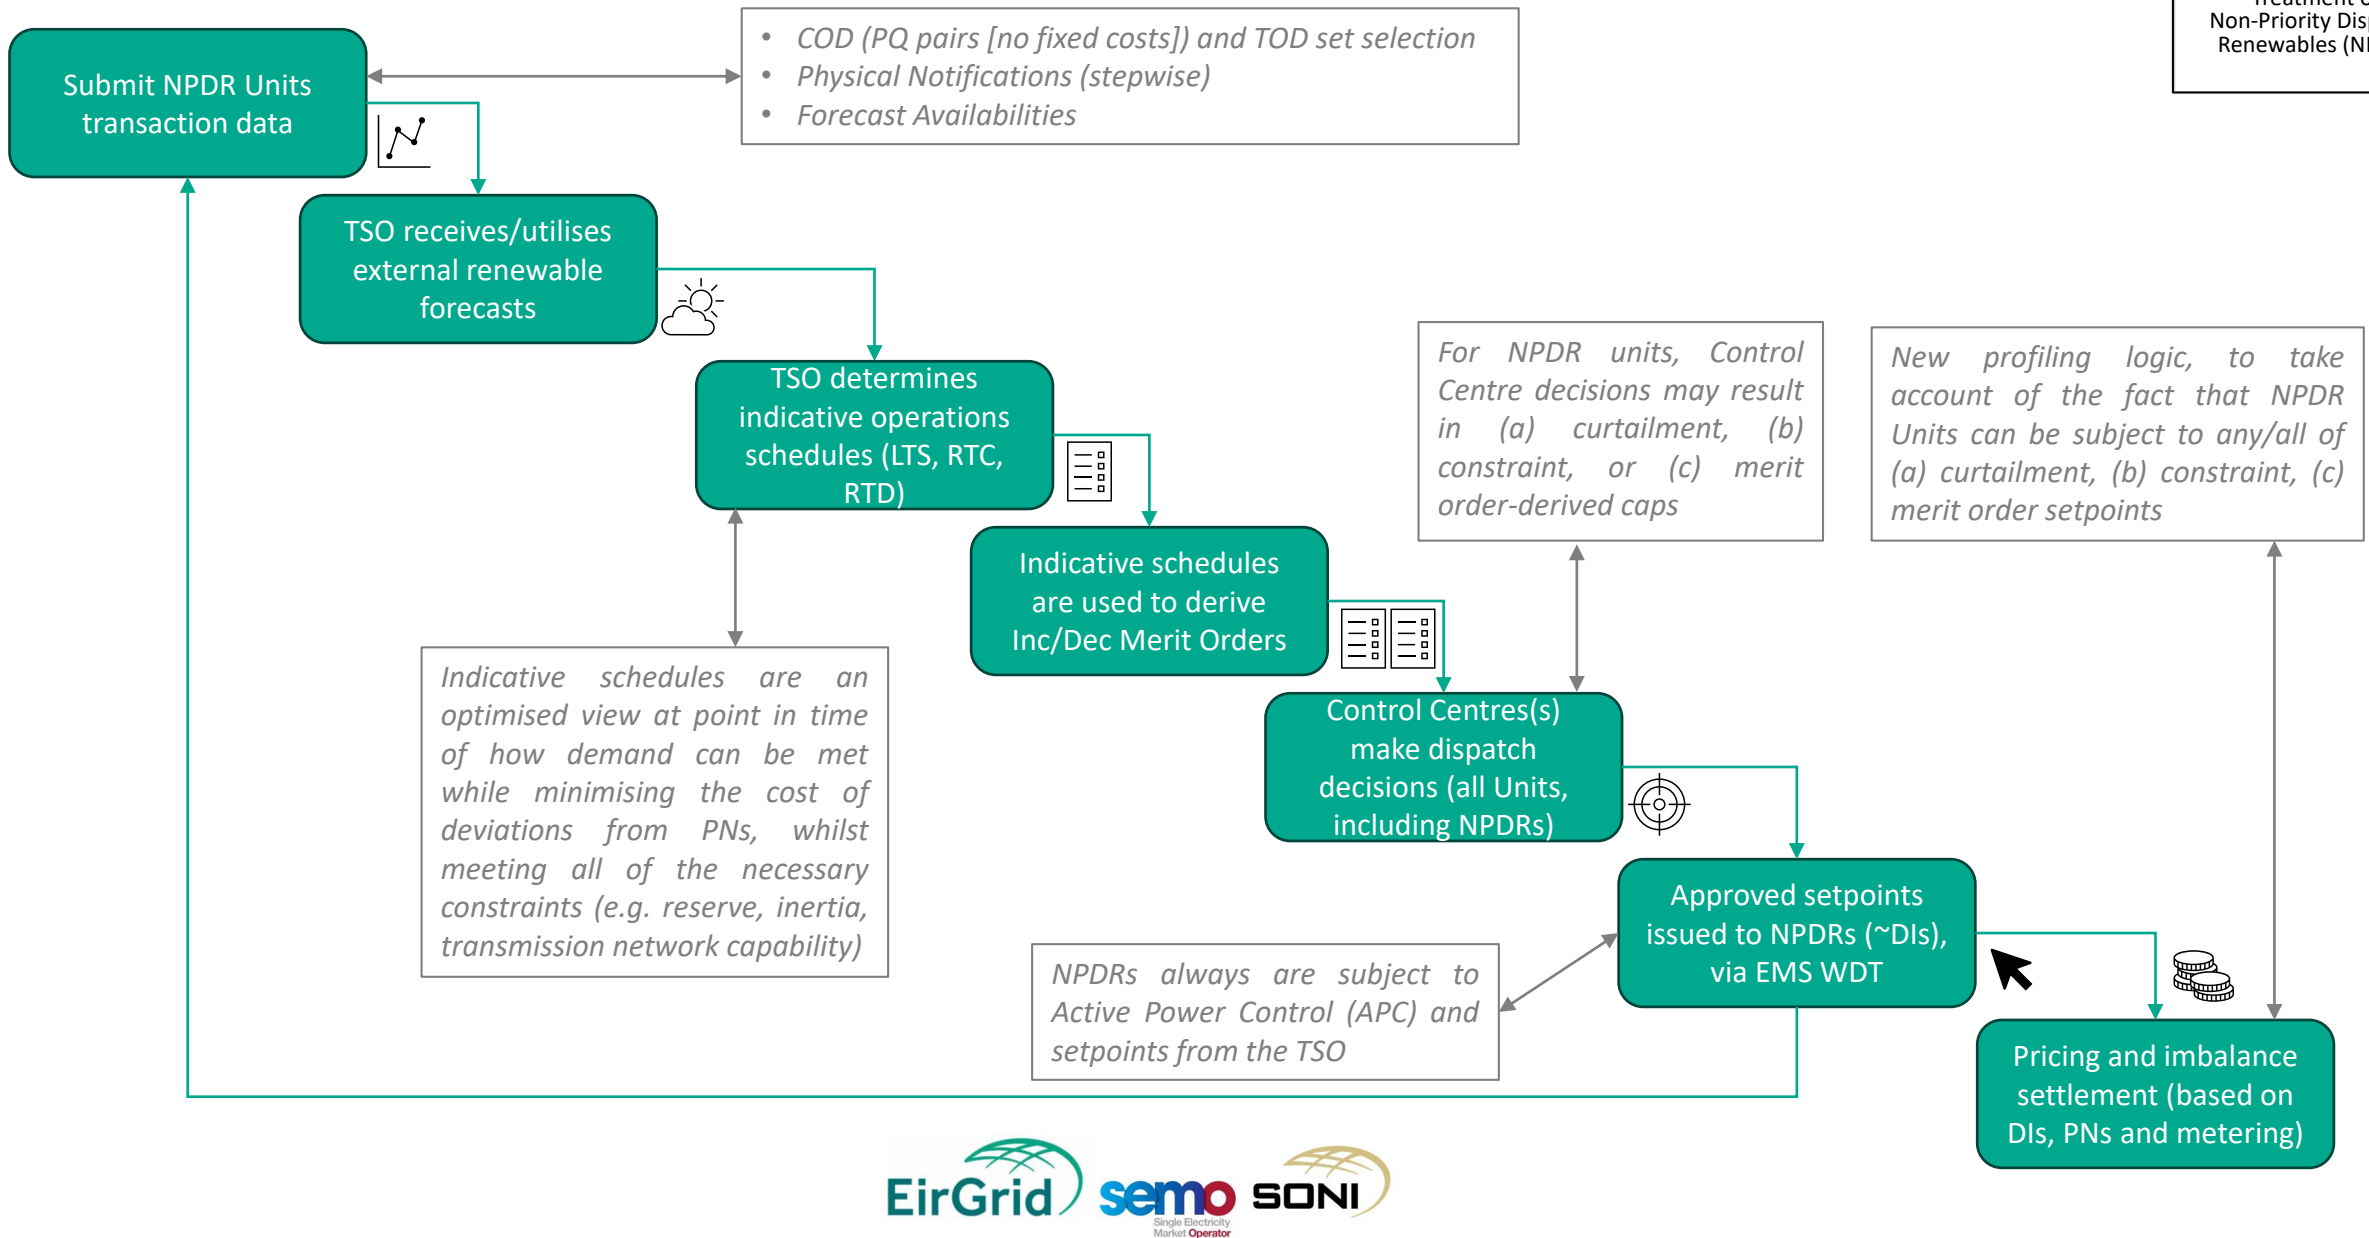 Treatment o
Non-Priority Disp
Renewables (N
Submit NPDR Units
transaction data
• COD (PQ pairs [no fixed costs]) and TOD set selection
• Physical Notifications (stepwise)
• Forecast Availabilities
TSO receives/utilises
external renewable
forecasts
TSO determines
indicative operations
schedules (LTS, RTC,
RTD)
For NPDR units, Control
Centre decisions may result
in (a) curtailment, (b)
constraint, or (c) merit
order-derived caps
New profiling logic, to take
account of the fact that NPDR
Units can be subject to any/all of
(a) curtailment, (b) constraint, (c)
merit order setpoints
Indicative schedules
are used to derive
Inc/Dec Merit Orders
Indicative schedules are an
optimised view at point in time
of how demand can be met
while minimising the cost of
deviations from PNs, whilst
meeting all of the necessary
constraints (e.g. reserve, inertia,
transmission network capability)
Control Centres(s)
make dispatch
decisions (all Units,
including NPDRs)
Approved setpoints
issued to NPDRs (~DIs),
via EMS WDT
NPDRs always are subject to
Active Power Control (APC) and
setpoints from the TSO
Pricing and imbalance
settlement (based on
DIs, PNs and metering)
EirGrid
semo
Single Electricity
Market Operator
SONI